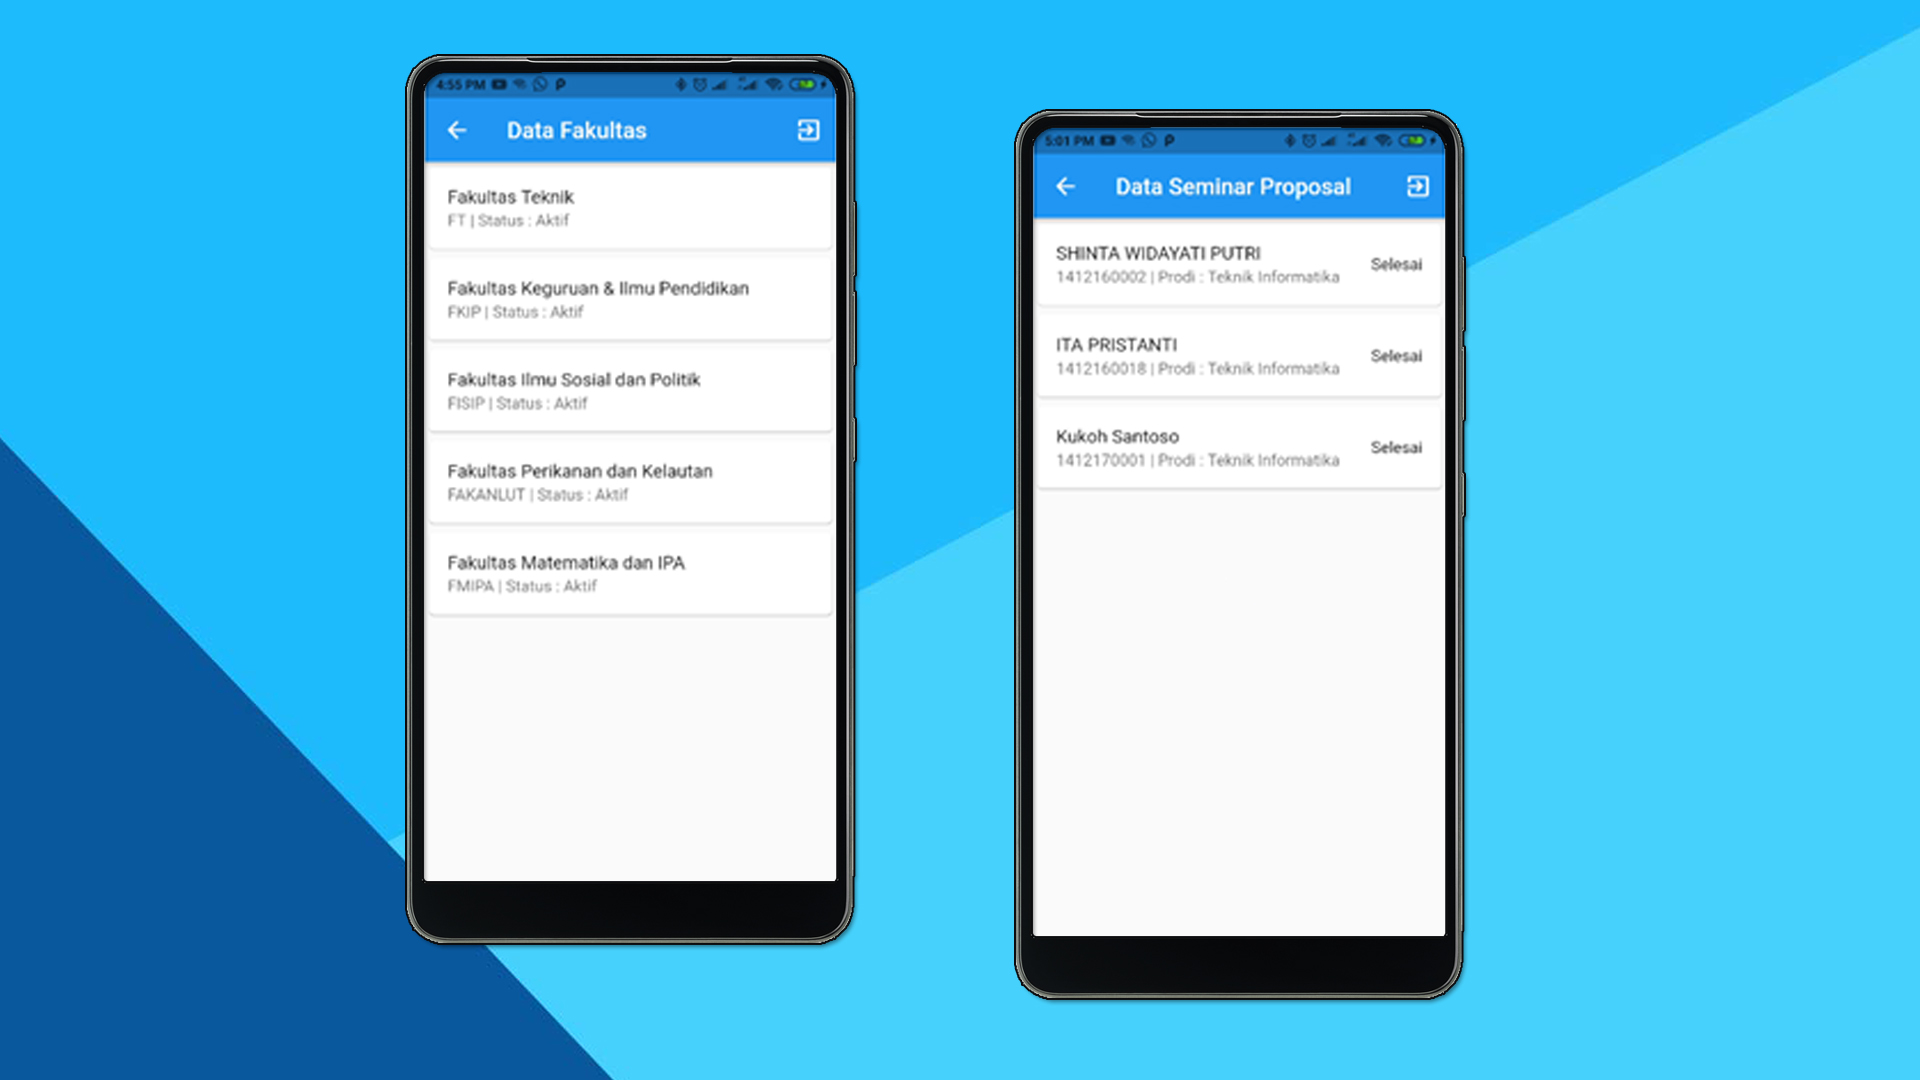 4:55 PM
Data Fakultas
Fakultas Teknik
FT | Status : Aktif
Fakultas Keguruan & Ilmu Pendidikan
FKIP | Status : Aktif
Fakultas Ilmu Sosial dan Politik
FISIP | Status : Aktif
Fakultas Perikanan dan Kelautan
FAKANLUT | Status : Aktif
Fakultas Matematika dan IPA
FMIPA | Status : Aktif
5:01 PM
Data Seminar Proposal
SHINTA WIDAYATI PUTRI
1412160002 | Prodi : Teknik Informatika
Selesai
ITA PRISTANTI
1412160018 | Prodi : Teknik Informatika
Selesai
Kukoh Santoso
1412170001 | Prodi : Teknik Informatika
Selesai